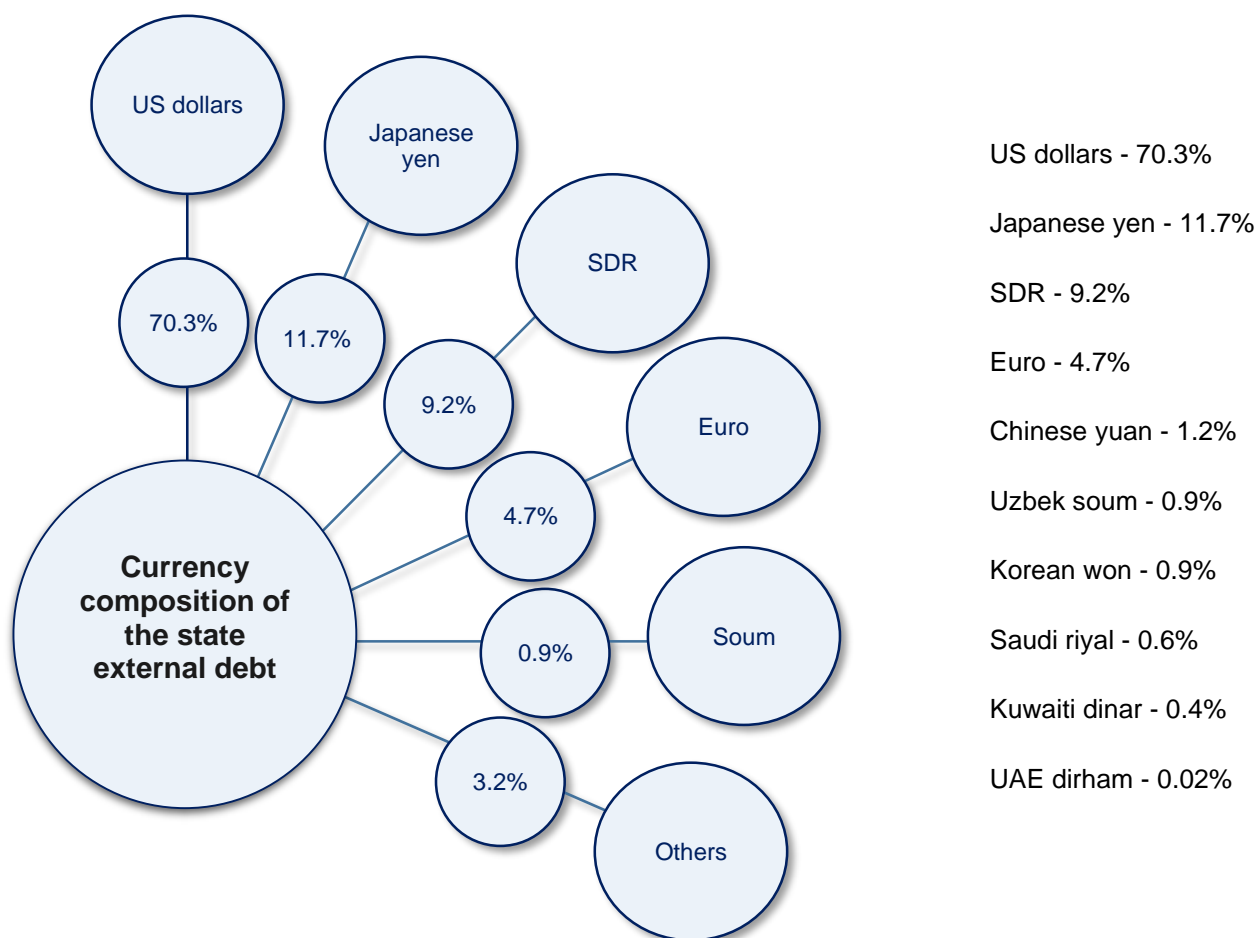 US dollars
Japanese
yen
SDR
Euro
Soum
Others
70.3%
11.7%
9.2%
4.7%
0.9%
3.2%
Currency
composition of
the state
external debt
US dollars - 70.3%
Japanese yen - 11.7%
SDR - 9.2%
Euro - 4.7%
Chinese yuan - 1.2%
Uzbek soum - 0.9%
Korean won - 0.9%
Saudi riyal - 0.6%
Kuwaiti dinar - 0.4%
UAE dirham - 0.02%